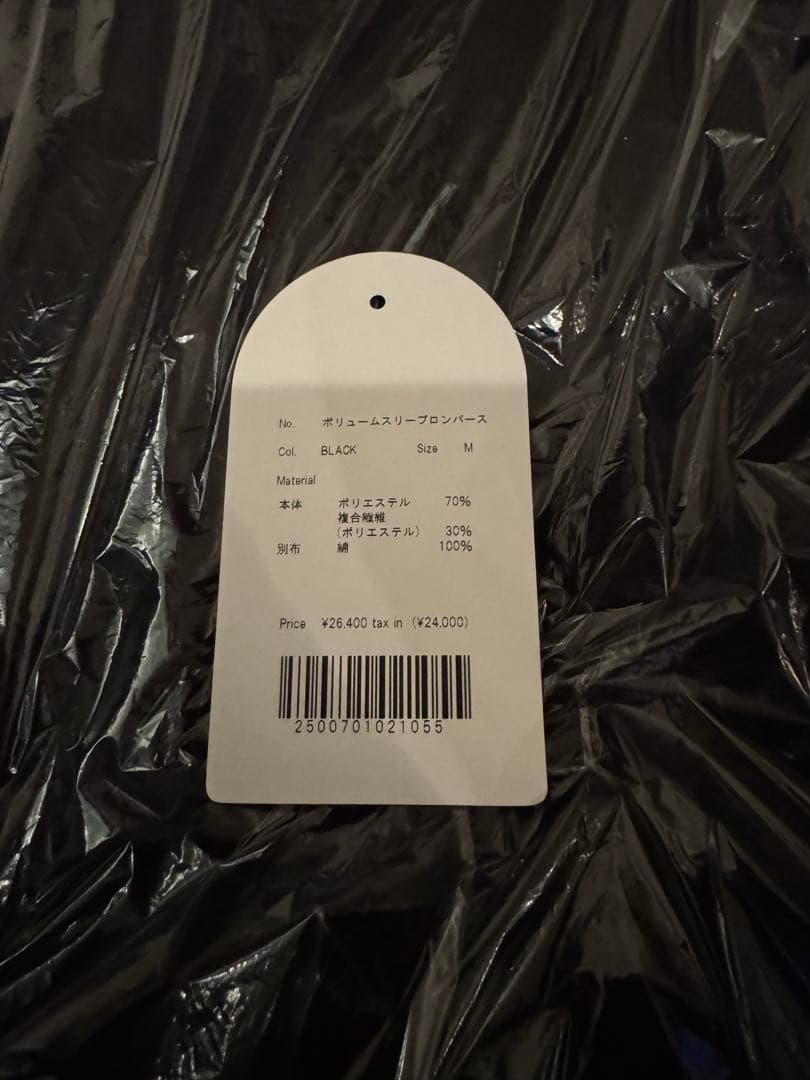 No. ボリュームスリーブロンパース
Col. BLACK Size M
Material
本体 ポリエステル 70%
複合繊維
(ポリエステル) 30%
別布 綿 100%
Price ¥26,400 tax in (¥24,000)
2500701021055